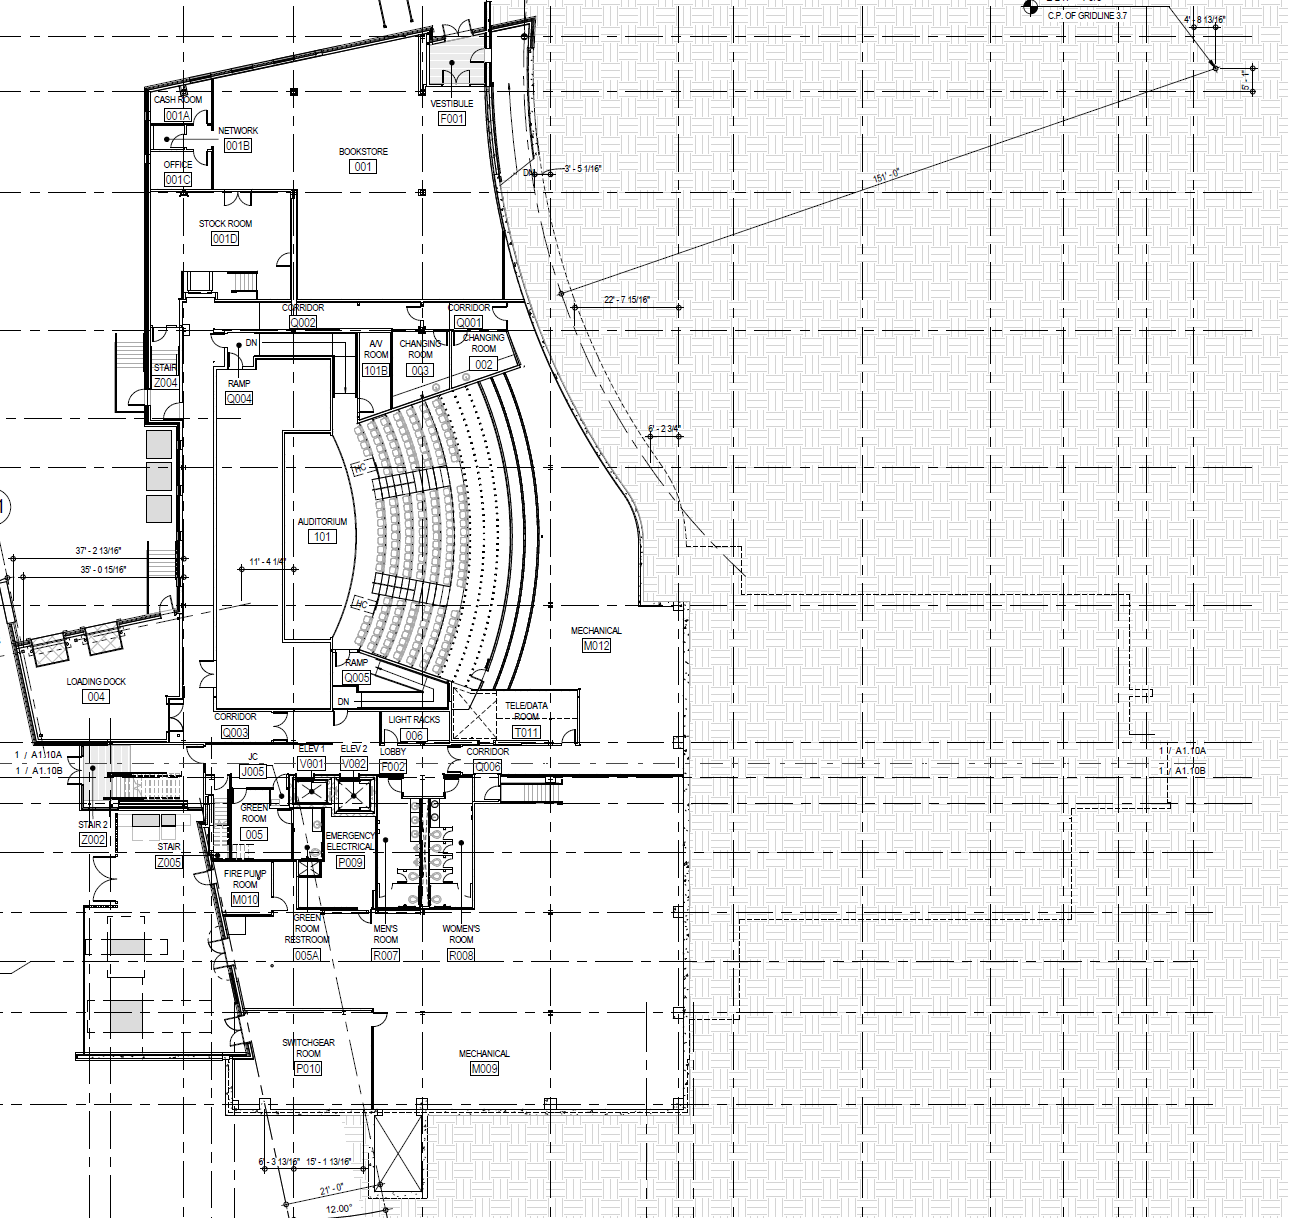 C.P. OF GRIDLINE 3.7
4' - 8 13/16"
5' - 1"
CASH ROOM
001A
NETWORK
001B
OFFICE
001C
VESTIBULE
F001
BOOKSTORE
001
DN
3' - 5 1/16"
151' - 0"
STOCK ROOM
001D
22' - 7 15/16"
CORRIDOR
Q002
CORRIDOR
Q001
DN
A/V
ROOM
101B
CHANGING
ROOM
003
CHANGING
ROOM
002
STAIR
Z004
RAMP
Q004
6' - 2 3/4"
HC
AUDITORIUM
101
37' - 2 13/16"
35' - 0 15/16"
11' - 4 1/4"
HC
MECHANICAL
M012
RAMP
Q005
LOADING DOCK
004
DN
TELE/DATA
ROOM
T011
CORRIDOR
Q003
LIGHT RACKS
006
1 / A1.10A
1 / A1.10B
JC
J005
ELEV 1
V001
ELEV 2
V002
LOBBY
F002
CORRIDOR
Q006
1 / A1.10A
1 / A1.10B
STAIR 2
Z002
STAIR
Z005
GREEN
ROOM
005
EMERGENCY
ELECTRICAL
P009
FIRE PUMP
ROOM
M010
GREEN
ROOM
RESTROOM
005A
MEN'S
ROOM
R007
WOMEN'S
ROOM
R008
SWITCHGEAR
ROOM
P010
MECHANICAL
M009
6' - 3 13/16"
15' - 1 13/16"
21' - 0"
12.00°